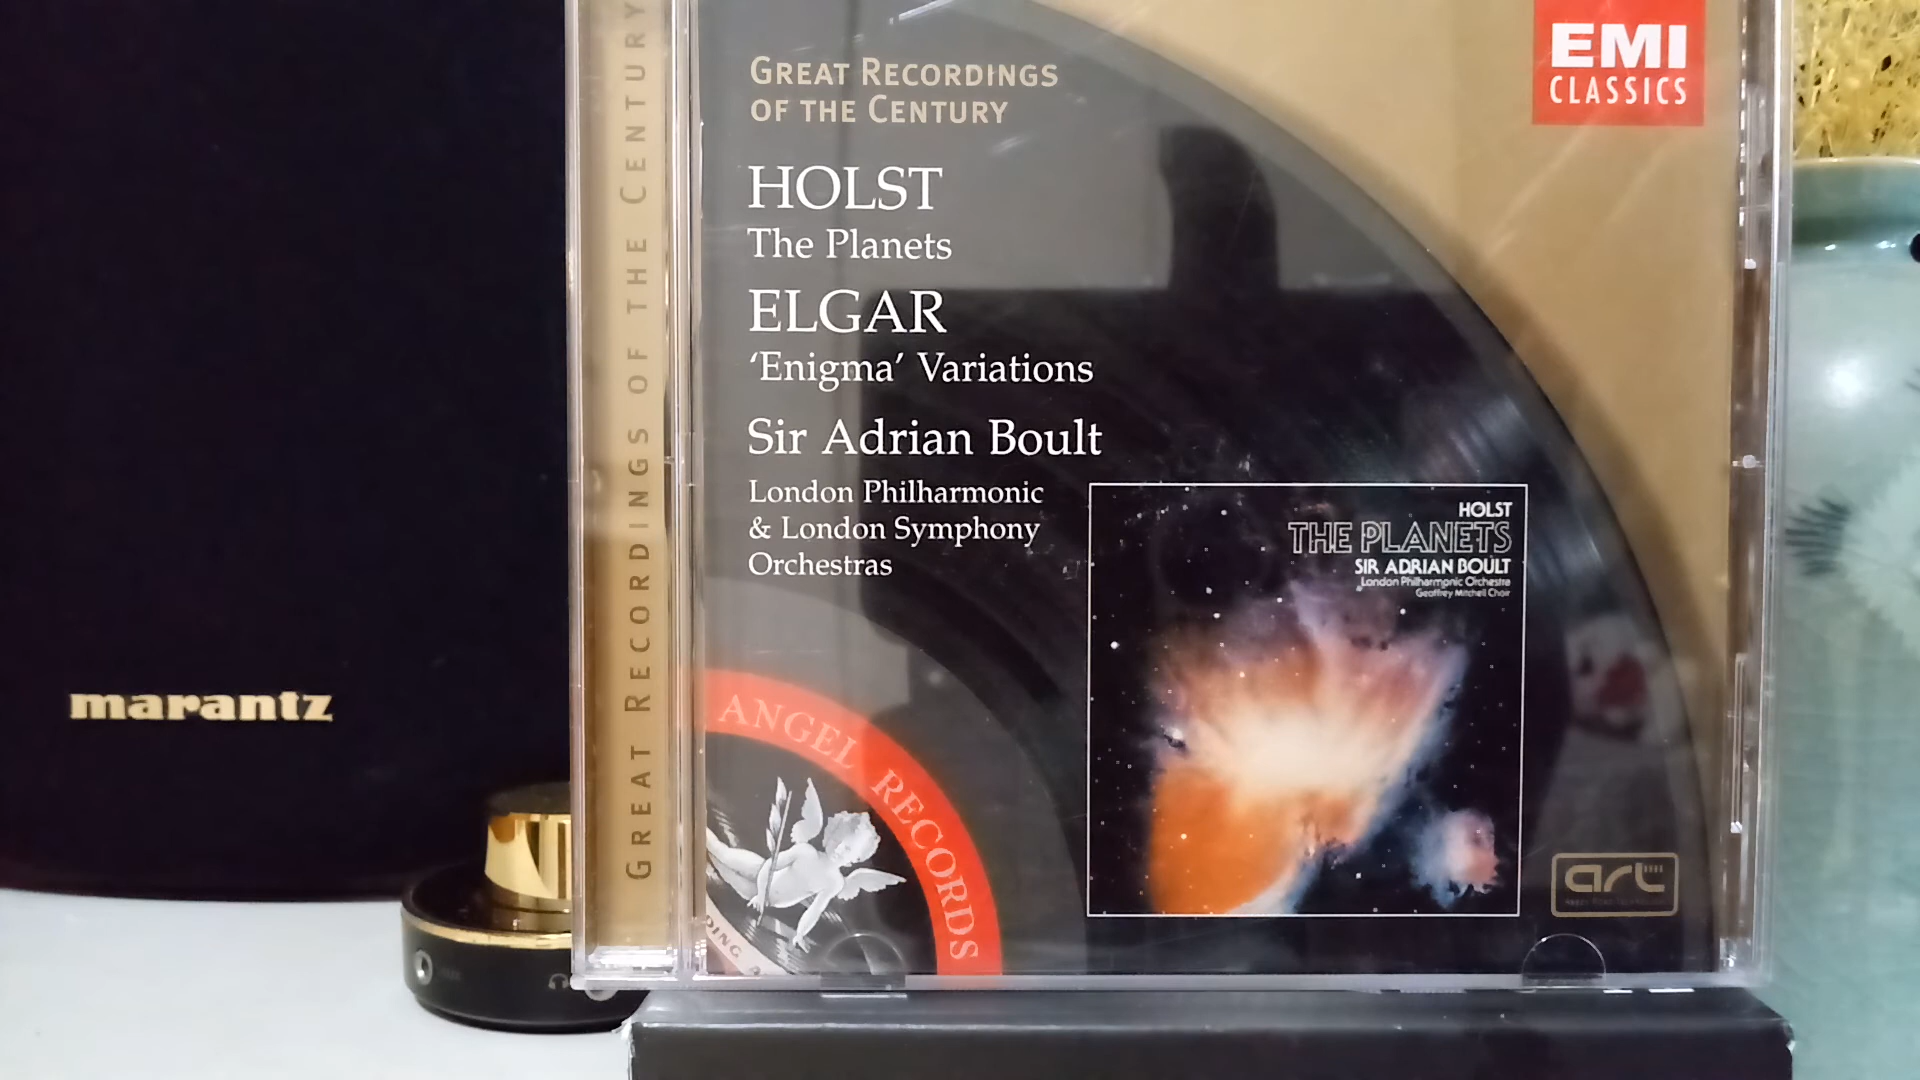 GREAT RECORDINGS OF THE CENTURY
GREAT RECORDINGS
OF THE CENTURY
EMI
CLASSICS
HOLST
The Planets
ELGAR
‘Enigma’ Variations
Sir Adrian Boult
London Philharmonic
& London Symphony
Orchestras
HOLST
THE PLANETS
SIR ADRIAN BOULT
London Philharmonic Orchestra
Geoffrey Mitchell Choir
marantz
ANGEL RECORDS
DING A
art